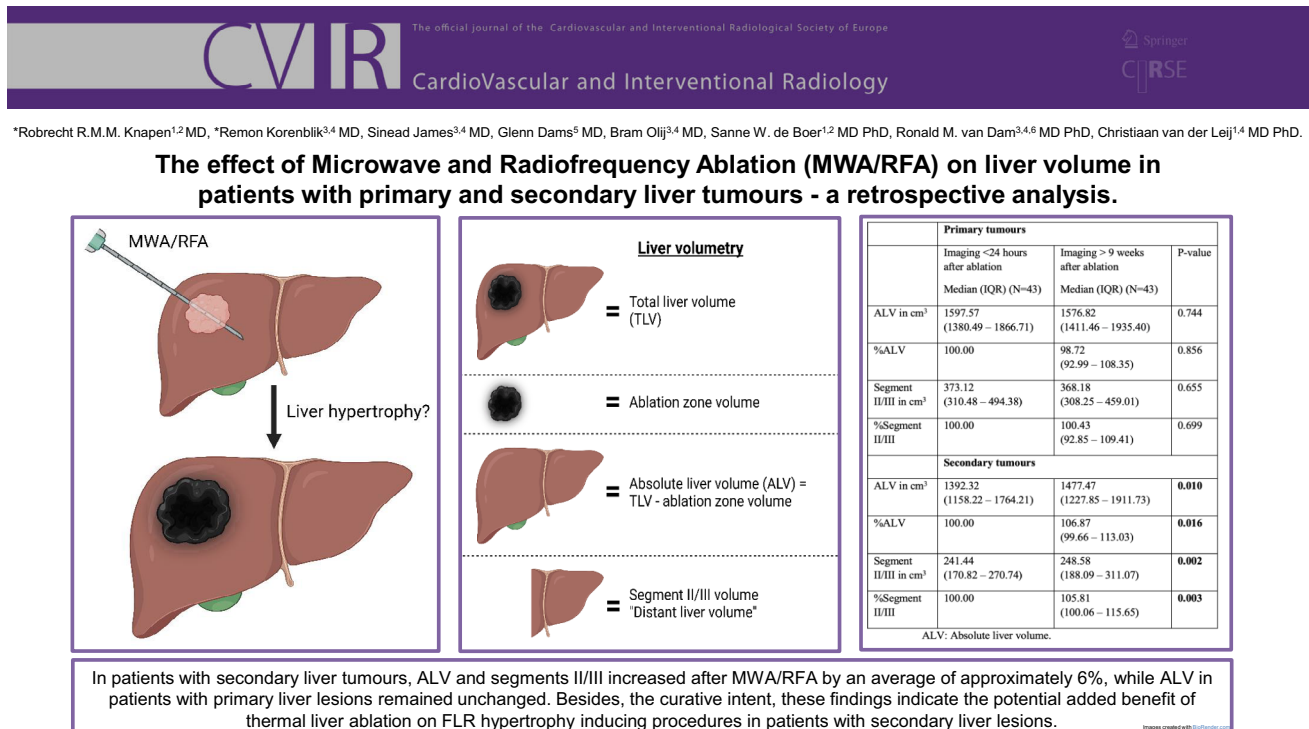 The official journal of the Cardiovascular and Interventional Radiological Society of Europe
CVIR
CardioVascular and Interventional Radiology
Springer
CIRSE
*Robrecht R.M.M. Knapen1,2 MD, *Remon Korenblik3,4 MD, Sinead James3,4 MD, Glenn Dams5 MD, Bram Olij3,4 MD, Sanne W. de Boer1,2 MD PhD, Ronald M. van Dam3,4,6 MD PhD, Christiaan van der Leij1,4 MD PhD.
The effect of Microwave and Radiofrequency Ablation (MWA/RFA) on liver volume in
patients with primary and secondary liver tumours - a retrospective analysis.
MWA/RFA
Liver hypertrophy?
Liver volumetry
= Total liver volume
(TLV)
= Ablation zone volume
= Absolute liver volume (ALV) =
TLV - ablation zone volume
= Segment II/III volume
"Distant liver volume"
Primary tumours
Imaging <24 hours after ablation Median (IQR) (N=43) Imaging > 9 weeks after ablation Median (IQR) (N=43) P-value
ALV in cm³ 1597.57 (1380.49 – 1866.71) 1576.82 (1411.46 – 1935.40) 0.744
%ALV 100.00 98.72 (92.99 – 108.35) 0.856
Segment II/III in cm³ 373.12 (310.48 – 494.38) 368.18 (308.25 – 459.01) 0.655
%Segment II/III 100.00 100.43 (92.85 – 109.41) 0.699
Secondary tumours
ALV in cm³ 1392.32 (1158.22 – 1764.21) 1477.47 (1227.85 – 1911.73) 0.010
%ALV 100.00 106.87 (99.66 – 113.03) 0.016
Segment II/III in cm³ 241.44 (170.82 – 270.74) 248.58 (188.09 – 311.07) 0.002
%Segment II/III 100.00 105.81 (100.06 – 115.65) 0.003
ALV: Absolute liver volume.
In patients with secondary liver tumours, ALV and segments II/III increased after MWA/RFA by an average of approximately 6%, while ALV in
patients with primary liver lesions remained unchanged. Besides, the curative intent, these findings indicate the potential added benefit of
thermal liver ablation on FLR hypertrophy inducing procedures in patients with secondary liver lesions.
Images created with BioRender.com